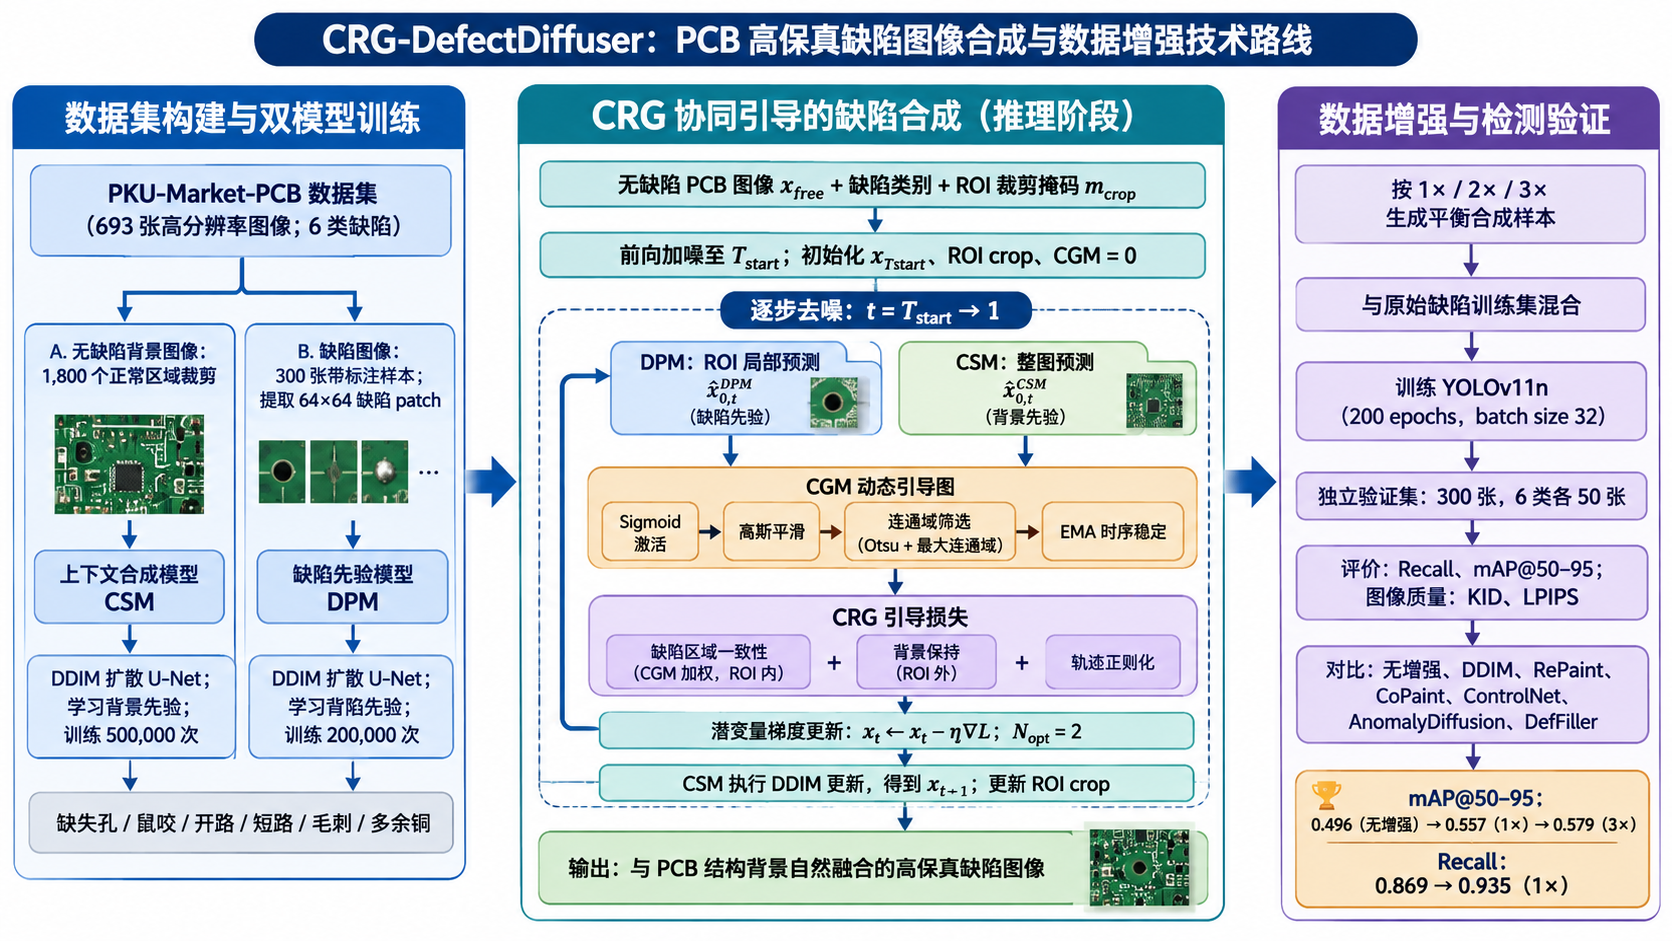 CRG-DefectDiffuser：PCB 高保真缺陷图像合成与数据增强技术路线
数据集构建与双模型训练
PKU-Market-PCB 数据集
（693 张高分辨率图像；6 类缺陷）
A. 无缺陷背景图像：
1,800 个正常区域裁剪
B. 缺陷图像：
300 张带标注样本；
提取 64×64 缺陷 patch
...
上下文合成模型
CSM
缺陷先验模型
DPM
DDIM 扩散 U-Net；
学习背景先验；
训练 500,000 次
DDIM 扩散 U-Net；
学习背陷先验；
训练 200,000 次
缺失孔 / 鼠咬 / 开路 / 短路 / 毛刺 / 多余铜
CRG 协同引导的缺陷合成（推理阶段）
无缺陷 PCB 图像 x_free + 缺陷类别 + ROI 裁剪掩码 m_crop
前向加噪至 T_start；初始化 x_Tstart、ROI crop、CGM = 0
逐步去噪：t = T_start → 1
DPM：ROI 局部预测
x̂_{0,t}^{DPM}
（缺陷先验）
CSM：整图预测
x̂_{0,t}^{CSM}
（背景先验）
CGM 动态引导图
Sigmoid
激活
高斯平滑
连通域筛选
（Otsu + 最大连通域）
EMA 时序稳定
CRG 引导损失
缺陷区域一致性
（CGM 加权，ROI 内）
+
背景保持
（ROI 外）
+
轨迹正则化
潜变量梯度更新：x_t ← x_t − η∇L；N_opt = 2
CSM 执行 DDIM 更新，得到 x_{t+1}；更新 ROI crop
输出：与 PCB 结构背景自然融合的高保真缺陷图像
数据增强与检测验证
按 1× / 2× / 3×
生成平衡合成样本
与原始缺陷训练集混合
训练 YOLOv11n
（200 epochs，batch size 32）
独立验证集：300 张，6 类各 50 张
评价：Recall、mAP@50–95；
图像质量：KID、LPIPS
对比：无增强、DDIM、RePaint、
CoPaint、ControlNet、
AnomalyDiffusion、DefFiller
mAP@50–95：
0.496（无增强）→ 0.557（1×）→ 0.579（3×）
Recall：
0.869 → 0.935（1×）